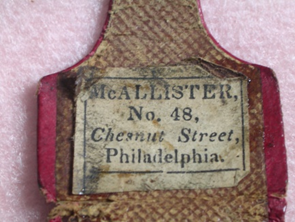 McALLISTER,
No. 48,
Chesnut Street,
Philadelphia.